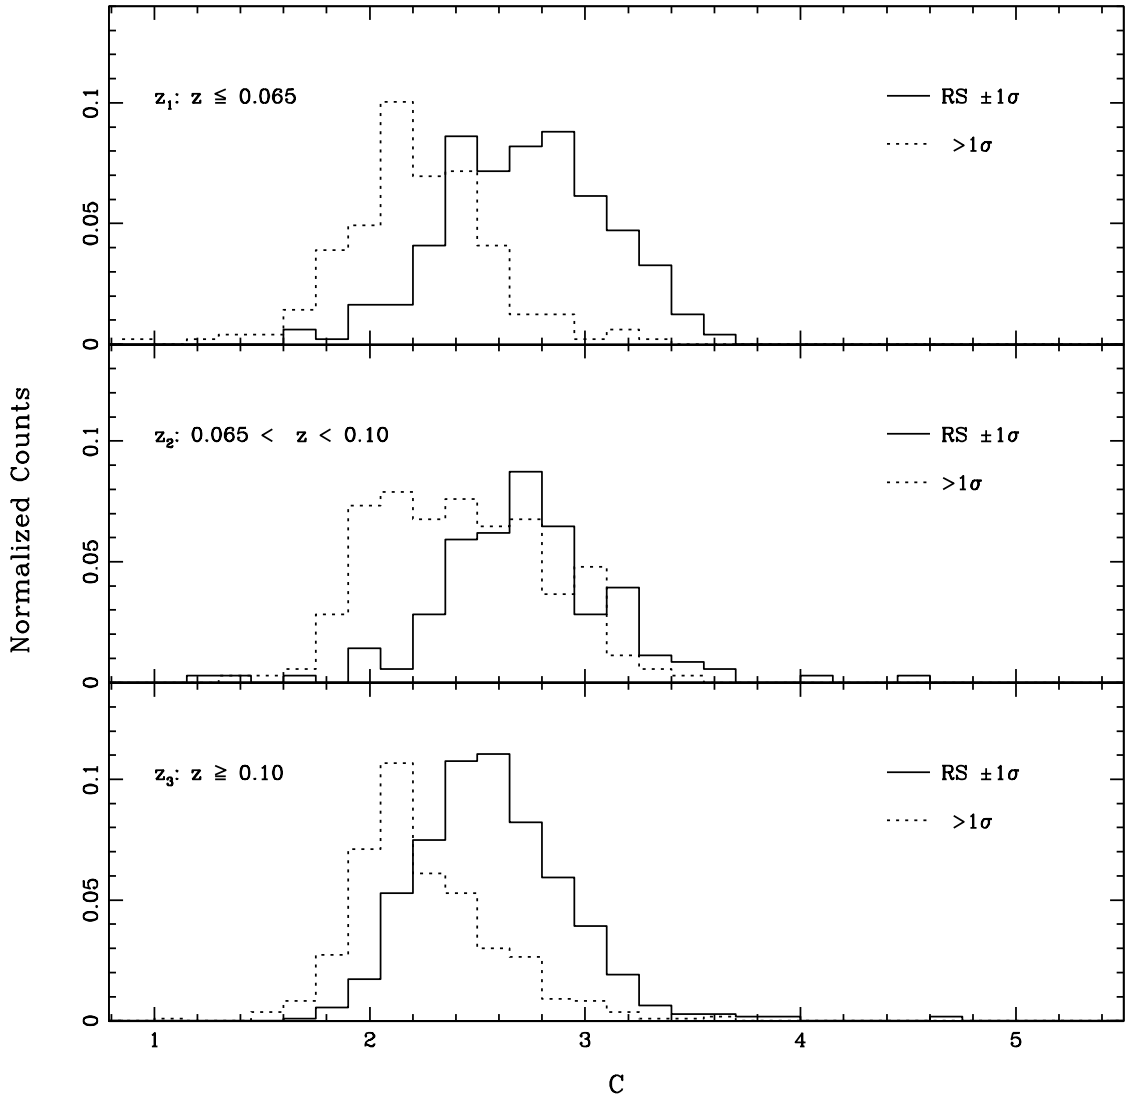 z₁: z ≦ 0.065
RS ±1σ
>1σ
0.1
0.05
0
z₂: 0.065 < z < 0.10
RS ±1σ
>1σ
0.1
0.05
0
Normalized Counts
z₃: z ≧ 0.10
RS ±1σ
>1σ
0.1
0.05
0
1 2 3 4 5
C